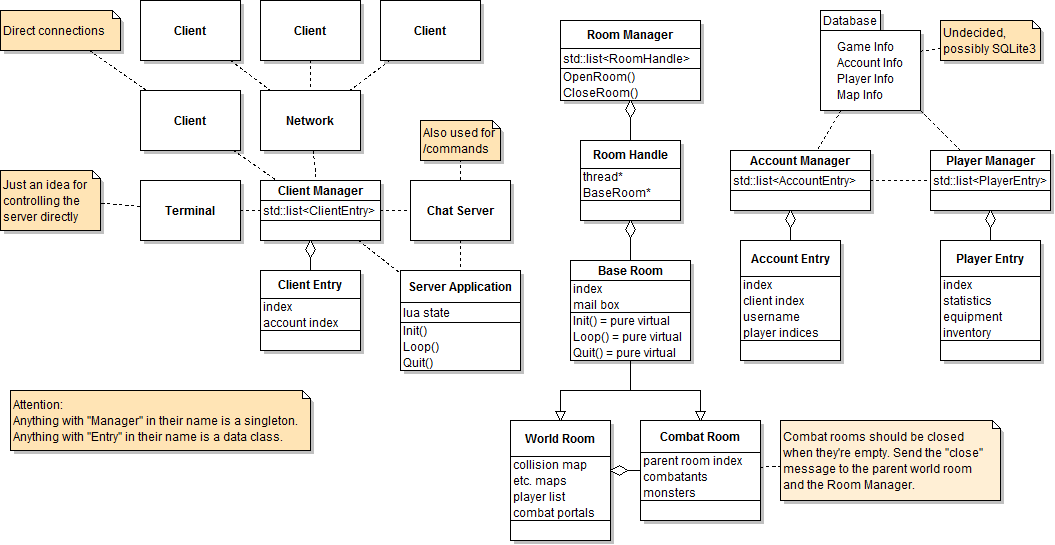 Direct connections
Client
Client
Client
Client
Network
Also used for
/commands
Just an idea for
controlling the
server directly
Terminal
Client Manager
std::list<ClientEntry>
Chat Server
Client Entry
index
account index
Server Application
lua state
Init()
Loop()
Quit()
Attention:
Anything with "Manager" in their name is a singleton.
Anything with "Entry" in their name is a data class.
Room Manager
std::list<RoomHandle>
OpenRoom()
CloseRoom()
Room Handle
thread*
BaseRoom*
Base Room
index
mail box
Init() = pure virtual
Loop() = pure virtual
Quit() = pure virtual
World Room
collision map
etc. maps
player list
combat portals
Combat Room
parent room index
combatants
monsters
Combat rooms should be closed
when they're empty. Send the "close"
message to the parent world room
and the Room Manager.
Database
Game Info
Account Info
Player Info
Map Info
Undecided,
possibly SQLite3
Account Manager
std::list<AccountEntry>
Player Manager
std::list<PlayerEntry>
Account Entry
index
client index
username
player indices
Player Entry
index
statistics
equipment
inventory